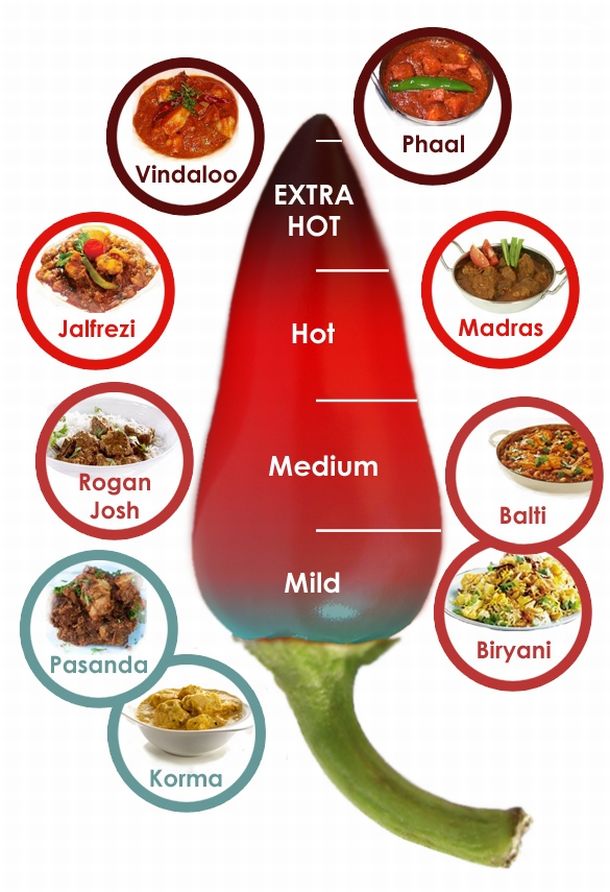 Phaal
Vindaloo
EXTRA
HOT
Jalfrezi
Hot
Madras
Medium
Rogan
Josh
Balti
Mild
Pasanda
Biryani
Korma